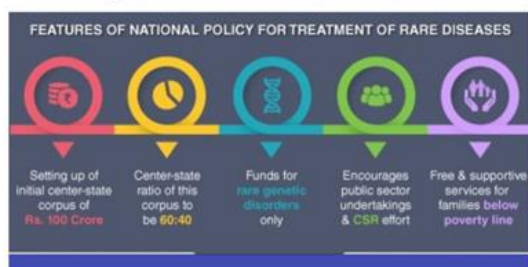 FEATURES OF NATIONAL POLICY FOR TREATMENT OF RARE DISEASES
Setting up of
initial center-state
corpus of
Rs. 100 Crore
Center-state
ratio of this
corpus to
be 60:40
Funds for
rare genetic
disorders
only
Encourages
public sector
undertakings
& CSR effort
Free & supportive
services for
families below
poverty line